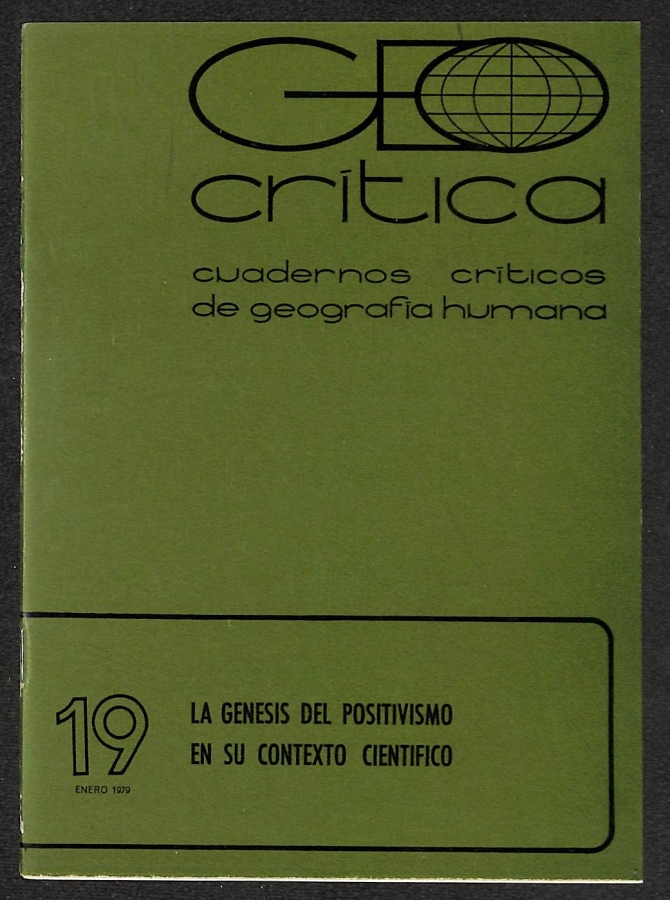 GEO
crítica
cuadernos críticos
de geografía humana
19
ENERO 1979
LA GENESIS DEL POSITIVISMO
EN SU CONTEXTO CIENTIFICO